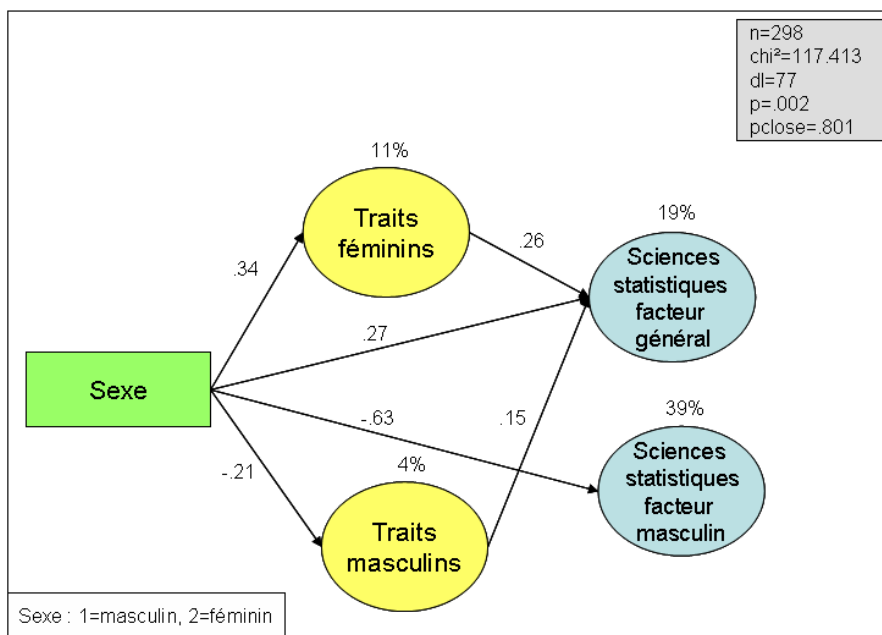 n=298
chi²=117.413
dl=77
p=.002
pclose=.801
11%
Traits
féminins
19%
Sciences
statistiques
facteur
général
.26
.34
.27
Sexe
-.63
.15
39%
Sciences
statistiques
facteur
masculin
-.21
4%
Traits
masculins
Sexe : 1=masculin, 2=féminin